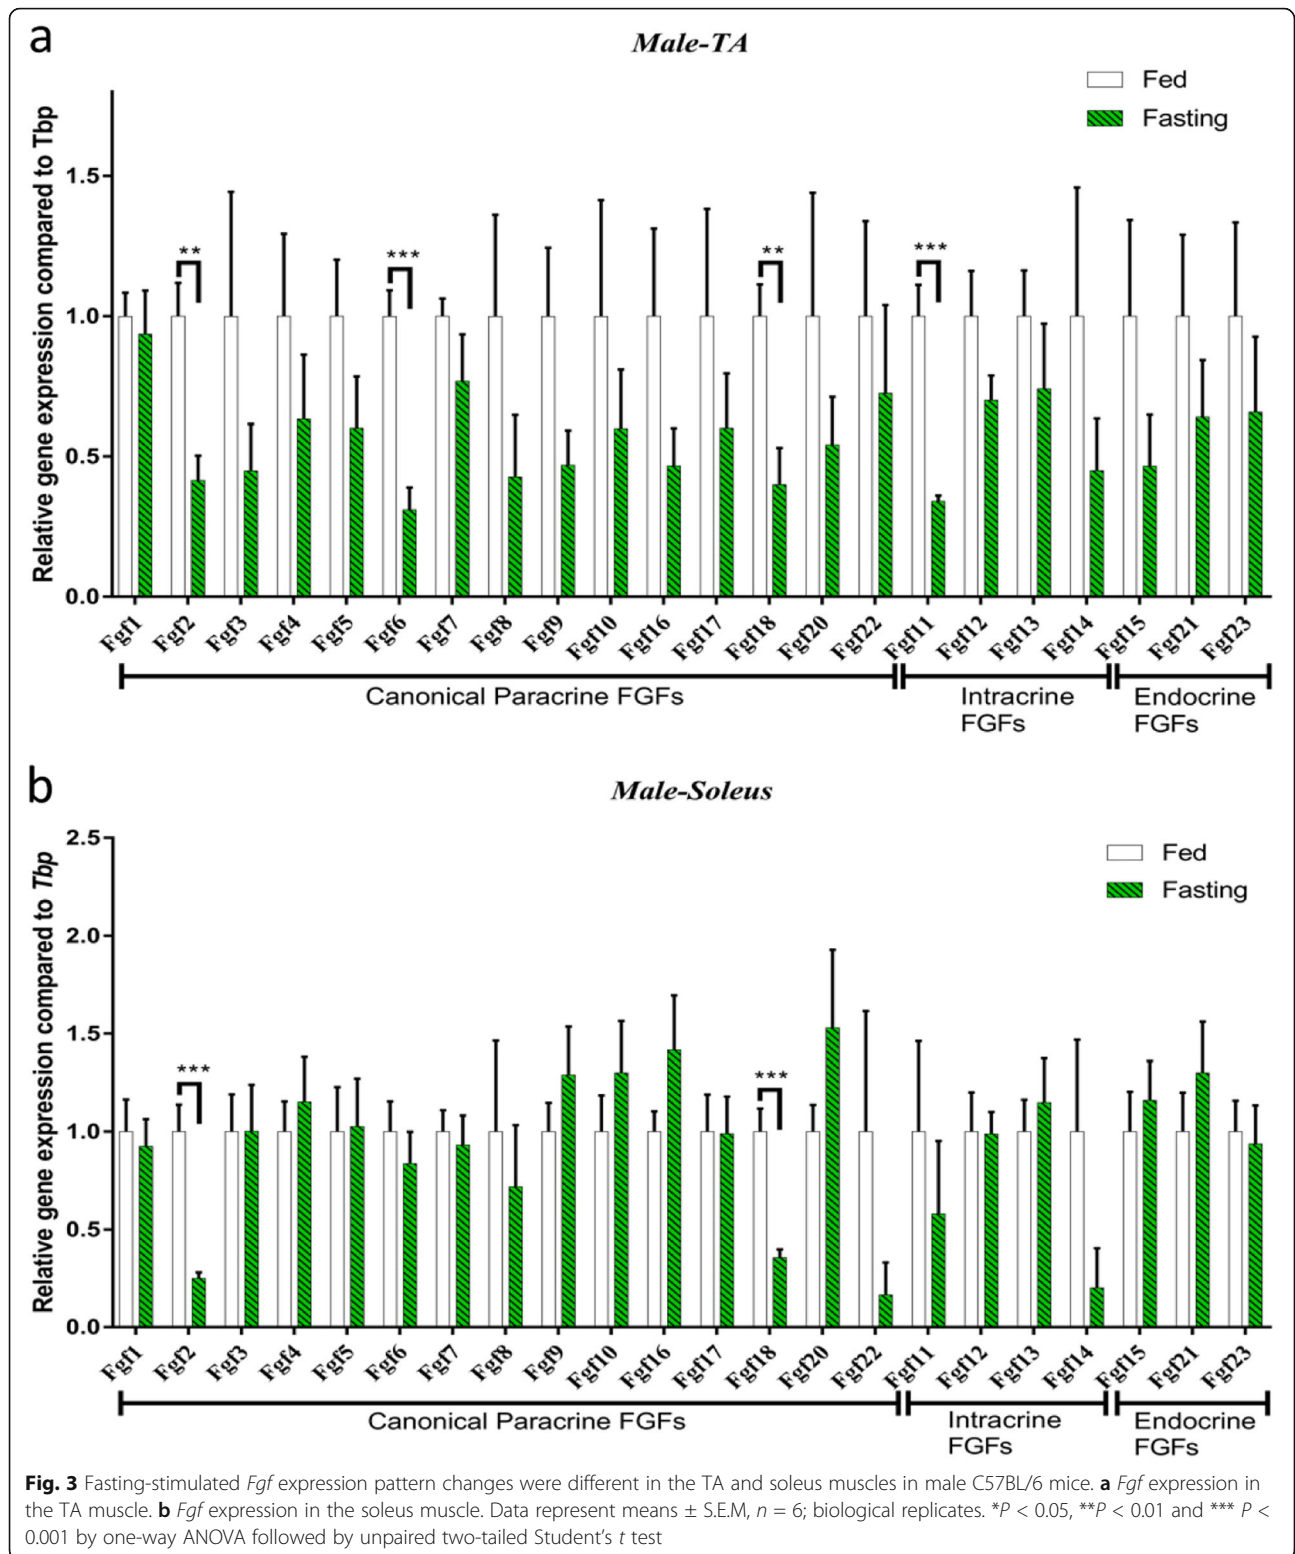 a
Male-TA
Fed
Fasting
Relative gene expression compared to Tbp
1.5
1.0
0.5
0.0
**
***
**
***
Fgf1 Fgf2 Fgf3 Fgf4 Fgf5 Fgf6 Fgf7 Fgf8 Fgf9 Fgf10 Fgf16 Fgf17 Fgf18 Fgf20 Fgf22 Fgf11 Fgf12 Fgf13 Fgf14 Fgf15 Fgf21 Fgf23
Canonical Paracrine FGFs
Intracrine
FGFs
Endocrine
FGFs
b
Male-Soleus
Fed
Fasting
Relative gene expression compared to Tbp
2.5
2.0
1.5
1.0
0.5
0.0
***
***
Fgf1 Fgf2 Fgf3 Fgf4 Fgf5 Fgf6 Fgf7 Fgf8 Fgf9 Fgf10 Fgf16 Fgf17 Fgf18 Fgf20 Fgf22 Fgf11 Fgf12 Fgf13 Fgf14 Fgf15 Fgf21 Fgf23
Canonical Paracrine FGFs
Intracrine
FGFs
Endocrine
FGFs
Fig. 3 Fasting-stimulated Fgf expression pattern changes were different in the TA and soleus muscles in male C57BL/6 mice. a Fgf expression in
the TA muscle. b Fgf expression in the soleus muscle. Data represent means ± S.E.M, n = 6; biological replicates. *P < 0.05, **P < 0.01 and *** P <
0.001 by one-way ANOVA followed by unpaired two-tailed Student's t test